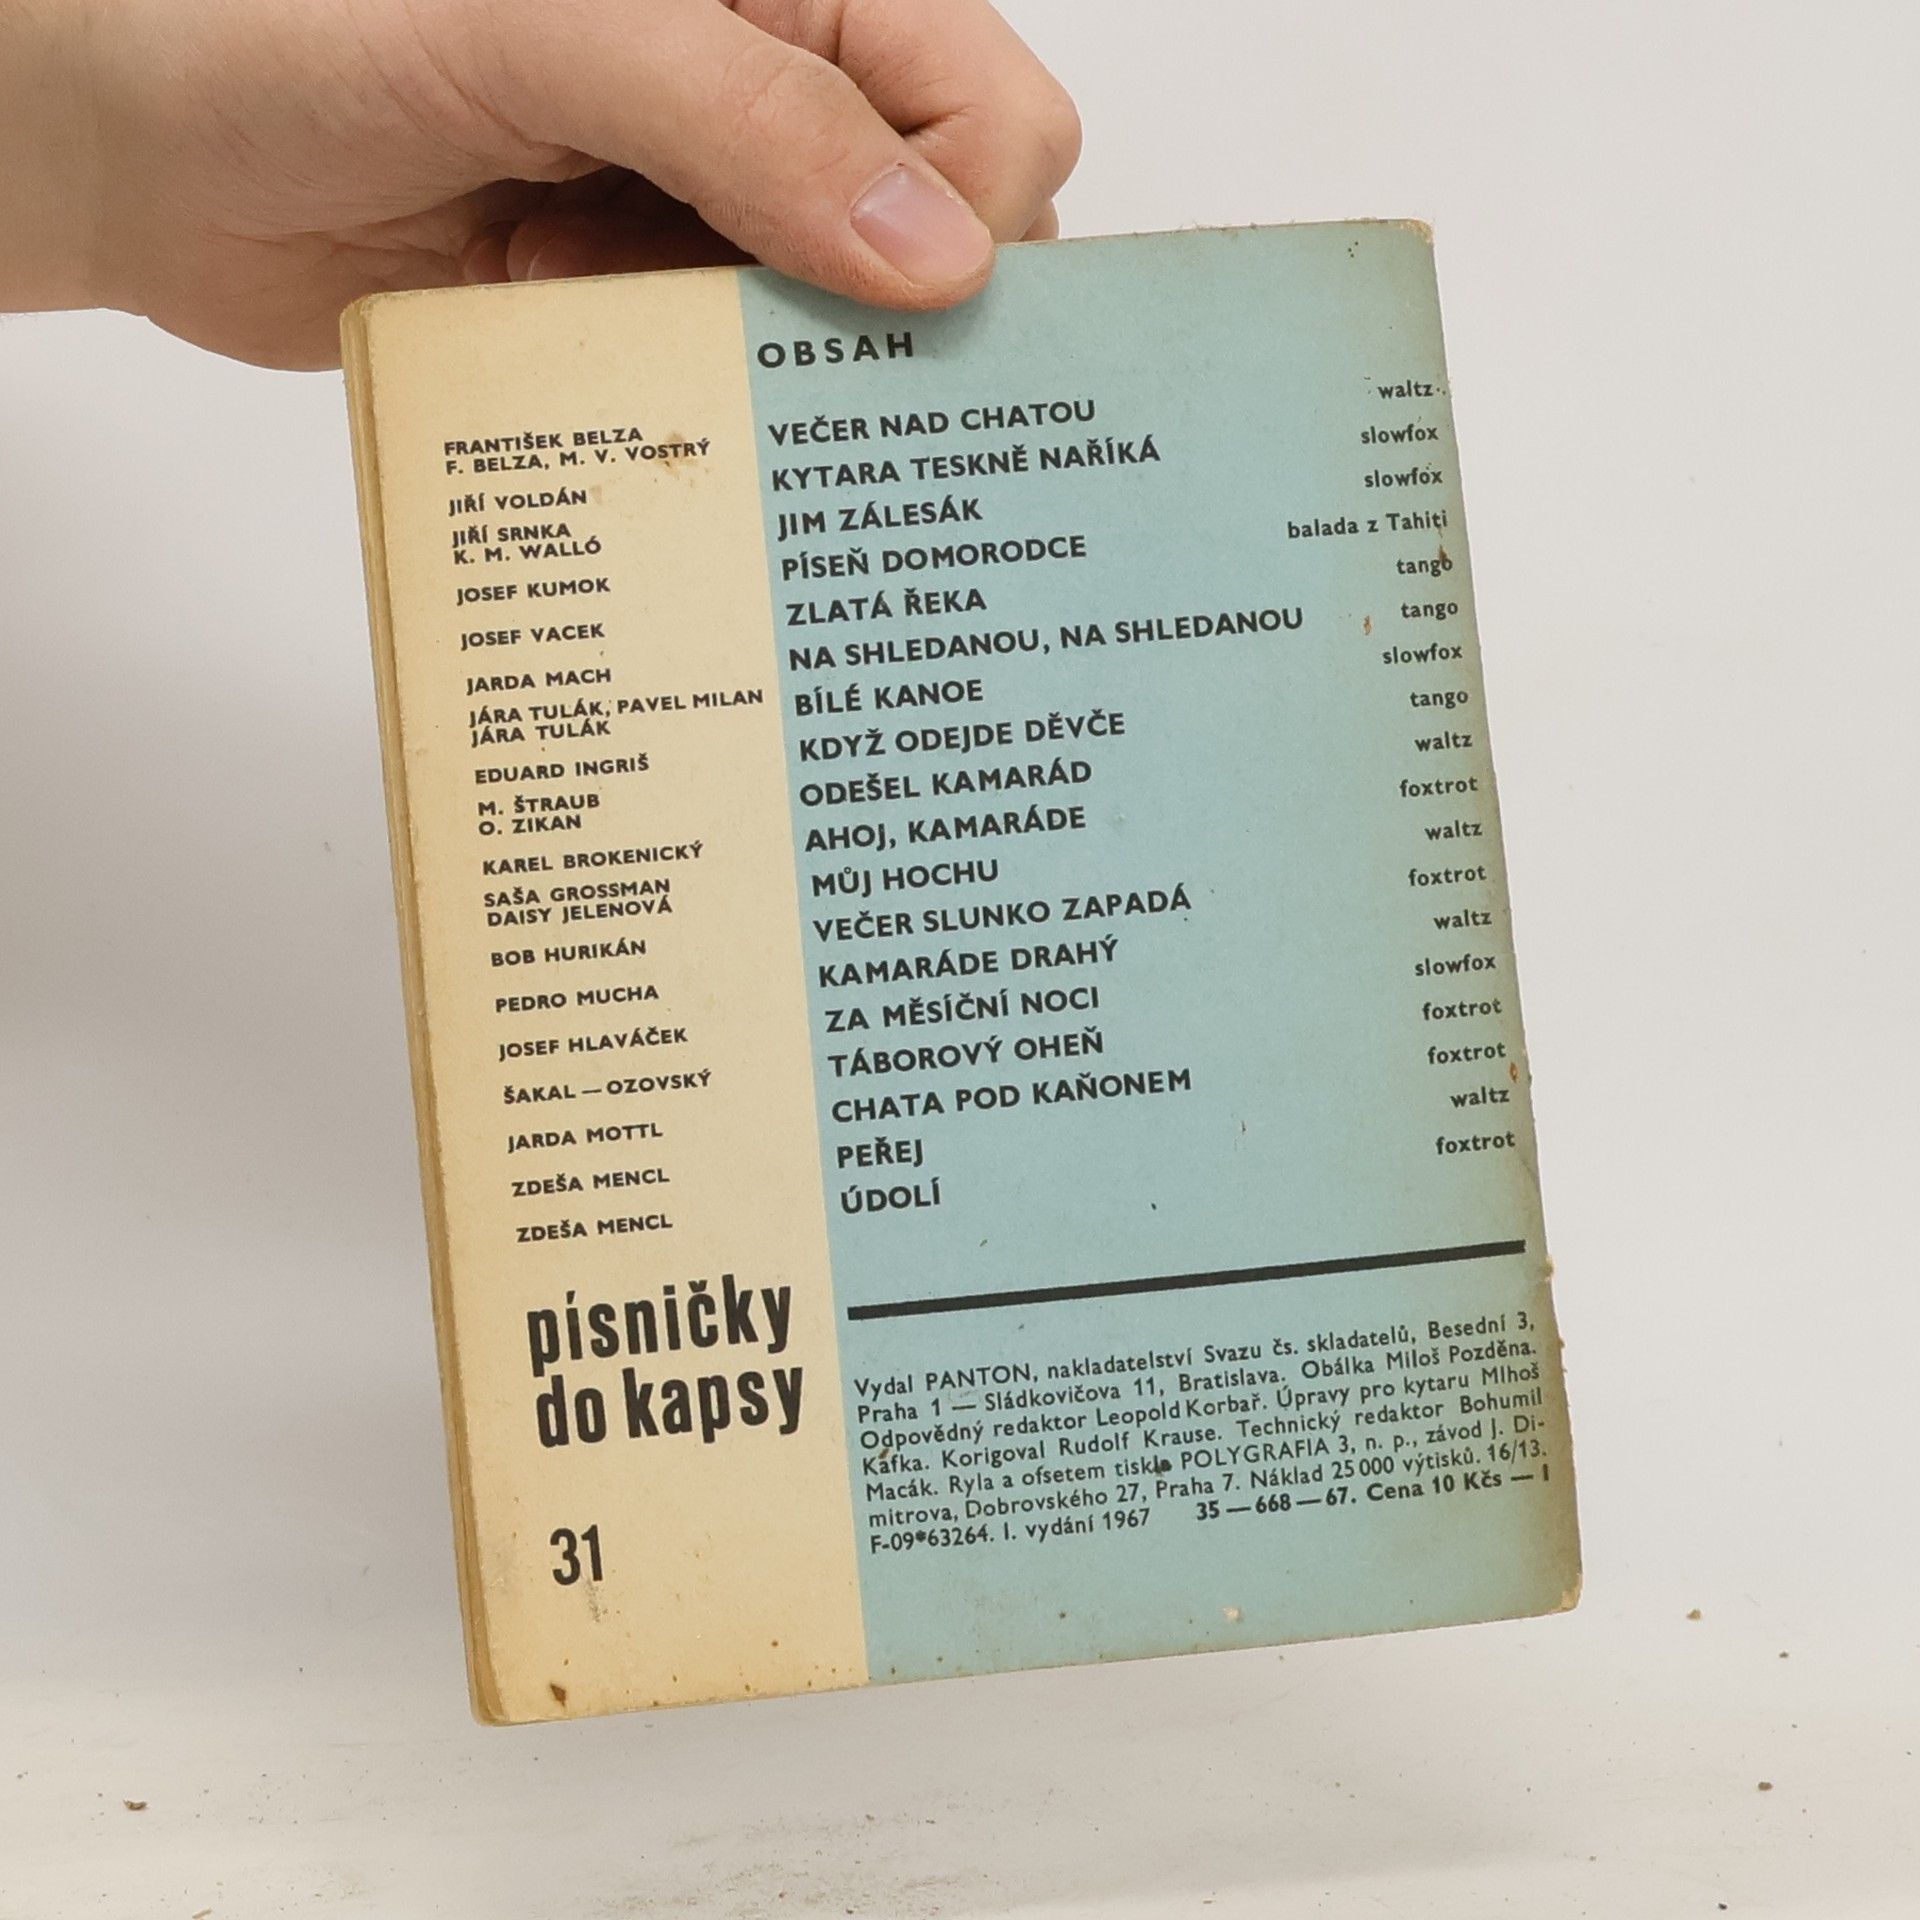 OBSAH
FRANTIŠEK BELZA
F. BELZA, M. V. VOSTRÝ
JIŘÍ VOLDÁN
JIŘÍ SRNKA
K. M. WALLÓ
JOSEF KUMOK
JOSEF VACEK
JARDA MACH
JÁRA TULÁK, PAVEL MILAN
JÁRA TULÁK
EDUARD INGRIŠ
M. ŠTRAUB
O. ZIKAN
KAREL BROKENICKÝ
SAŠA GROSSMAN
DAISY JELENOVÁ
BOB HURIKÁN
PEDRO MUCHA
JOSEF HLAVÁČEK
ŠAKAL — OZOVSKÝ
JARDA MOTTL
ZDEŠA MENCL
ZDEŠA MENCL
VEČER NAD CHATOU waltz
KYTARA TESKNĚ NAŘÍKÁ slowfox
JIM ZÁLESÁK slowfox
PÍSEŇ DOMORODCE balada z Tahiti
ZLATÁ ŘEKA tango
NA SHLEDANOU, NA SHLEDANOU tango
BÍLÉ KANOE slowfox
KDYŽ ODEJDE DĚVČE tango
ODEŠEL KAMARÁD waltz
AHOJ, KAMARÁDE foxtrot
MŮJ HOCHU waltz
VEČER SLUNKO ZAPADÁ foxtrot
KAMARÁDE DRAHÝ waltz
ZA MĚSÍČNÍ NOCI slowfox
TÁBOROVÝ OHEŇ foxtrot
CHATA POD KAŇONEM foxtrot
PEŘEJ waltz
ÚDOLÍ foxtrot
písničky
do kapsy
31
Vydal PANTON, nakladatelství Svazu čs. skladatelů, Besední 3,
Praha 1 — Sládkovičova 11, Bratislava. Obálka Miloš Pozděna.
Odpovědný redaktor Leopold Korbař. Úpravy pro kytaru Mlhoš
Kafka. Korigoval Rudolf Krause. Technický redaktor Bohumil
Macák. Ryla a ofsetem tiskla POLYGRAFIA 3, n. p., závod J. Di-
mitrova, Dobrovského 27, Praha 7. Náklad 25 000 výtisků. 16/13.
F-09*63264. I. vydání 1967 35 — 668 — 67. Cena 10 Kčs — I